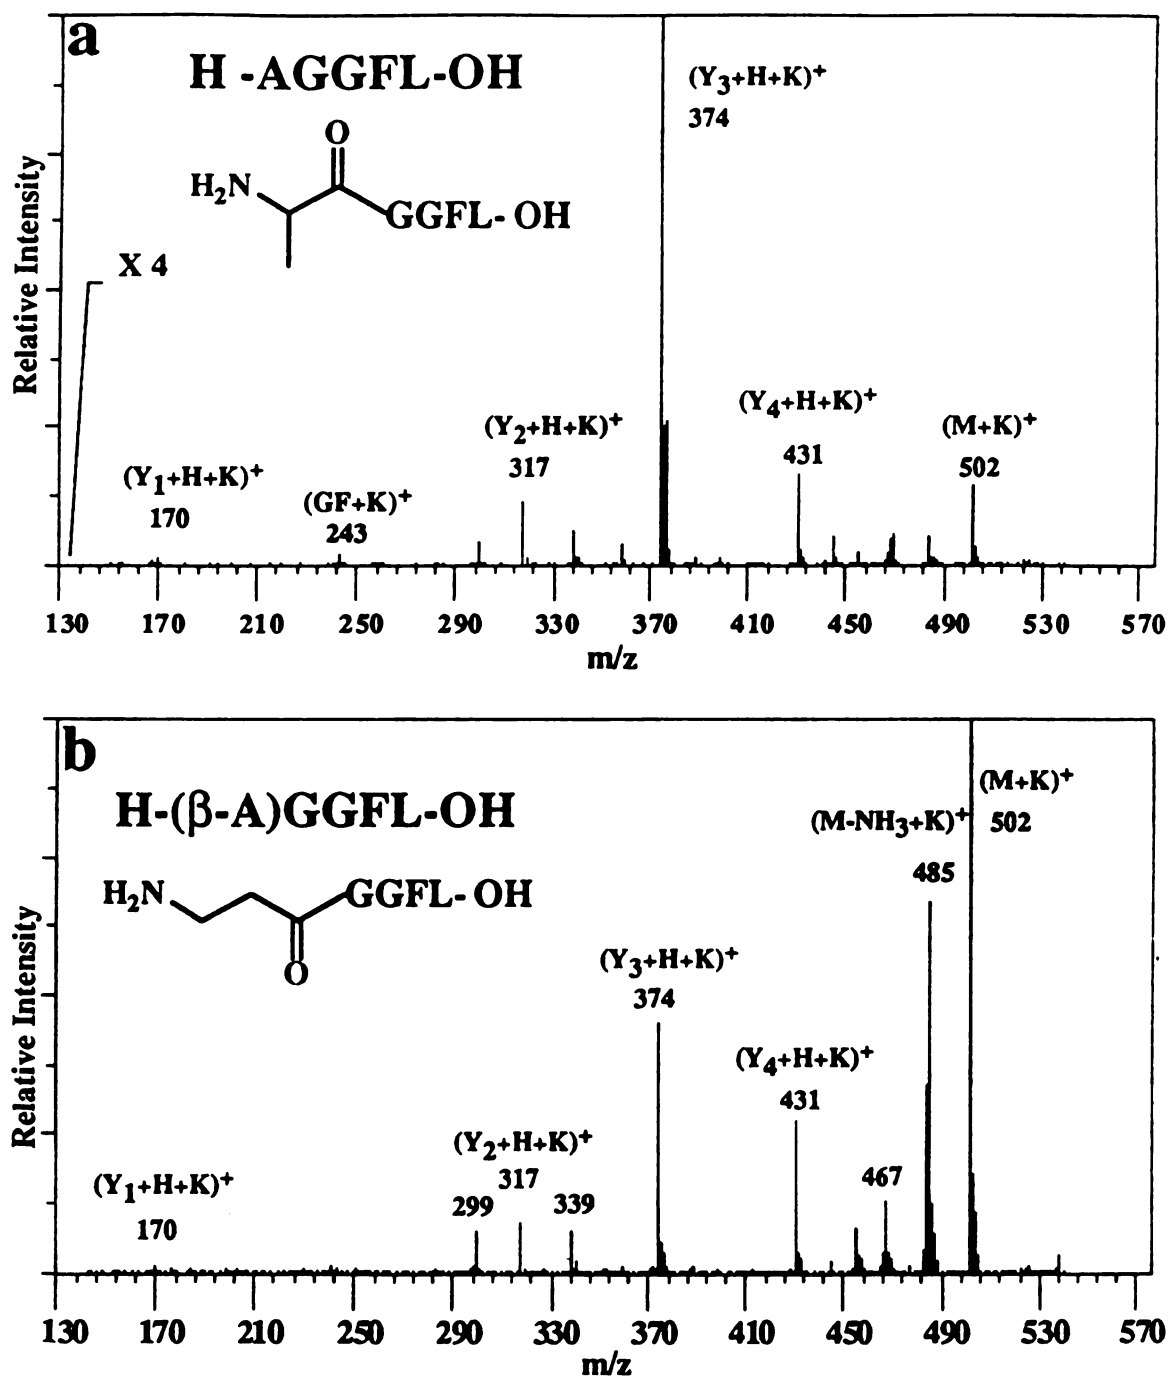 a
H -AGGFL-OH
O
H2N
GGFL- OH
X 4
(Y3+H+K)+
374
(Y4+H+K)+
431
(M+K)+
502
(Y2+H+K)+
317
(Y1+H+K)+
170
(GF+K)+
243
Relative Intensity
130 170 210 250 290 330 370 410 450 490 530 570
m/z
b
H-(β-A)GGFL-OH
H2N
GGFL- OH
O
(M+K)+
502
(M-NH3+K)+
485
(Y3+H+K)+
374
(Y4+H+K)+
431
(Y2+H+K)+
317
299
339
467
(Y1+H+K)+
170
Relative Intensity
130 170 210 250 290 330 370 410 450 490 530 570
m/z